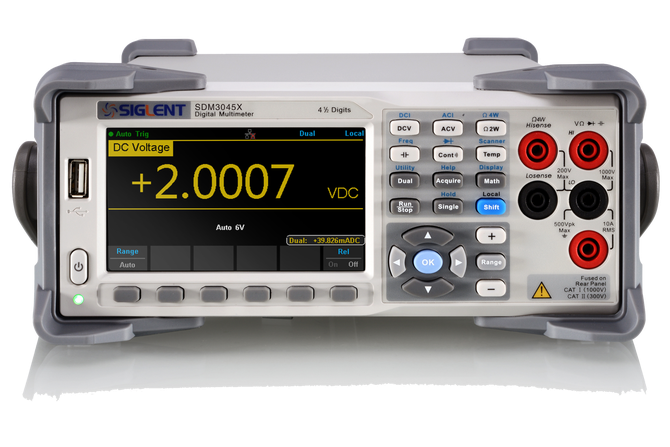 SIGLENT
SDM3045X
Digital Multimeter
4 ½ Digits
Auto Trig
Dual
Local
DC Voltage
+2.0007 VDC
Auto 6V
Dual: +39.826mADC
Range
Auto
Rel
On Off
DCI ACI Ω 4W
DCV ACV Ω 2W
Freq Scanner
Cont Temp
Utility Help Display
Dual Acquire Math
Hold Local
Run
Stop
Single Shift
OK
+
Range
−
Ω4W
Hisense
VΩ
HI
200V
Max
1000V
Max
Losense
LO
500Vpk
Max
10A
RMS
I
Fused on
Rear Panel
CAT I (1000V)
CAT II (300V)